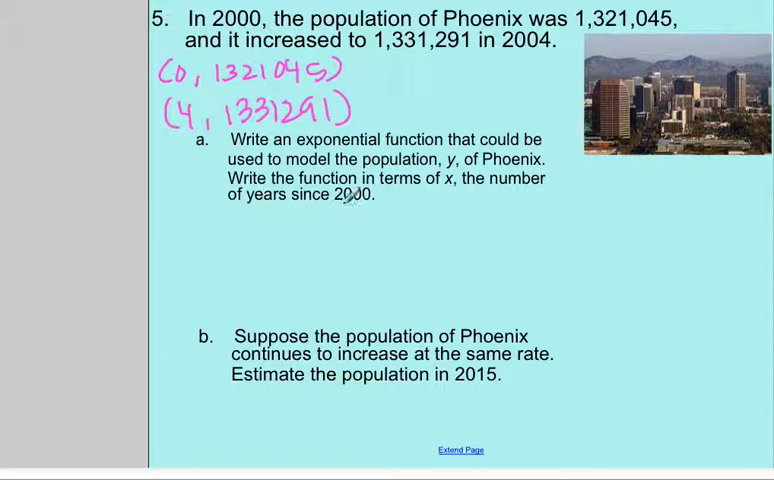 5. In 2000, the population of Phoenix was 1,321,045,
and it increased to 1,331,291 in 2004.
(0, 1321045)
(4, 1331291)
a. Write an exponential function that could be
used to model the population, y, of Phoenix.
Write the function in terms of x, the number
of years since 2000.
b. Suppose the population of Phoenix
continues to increase at the same rate.
Estimate the population in 2015.
Extend Page